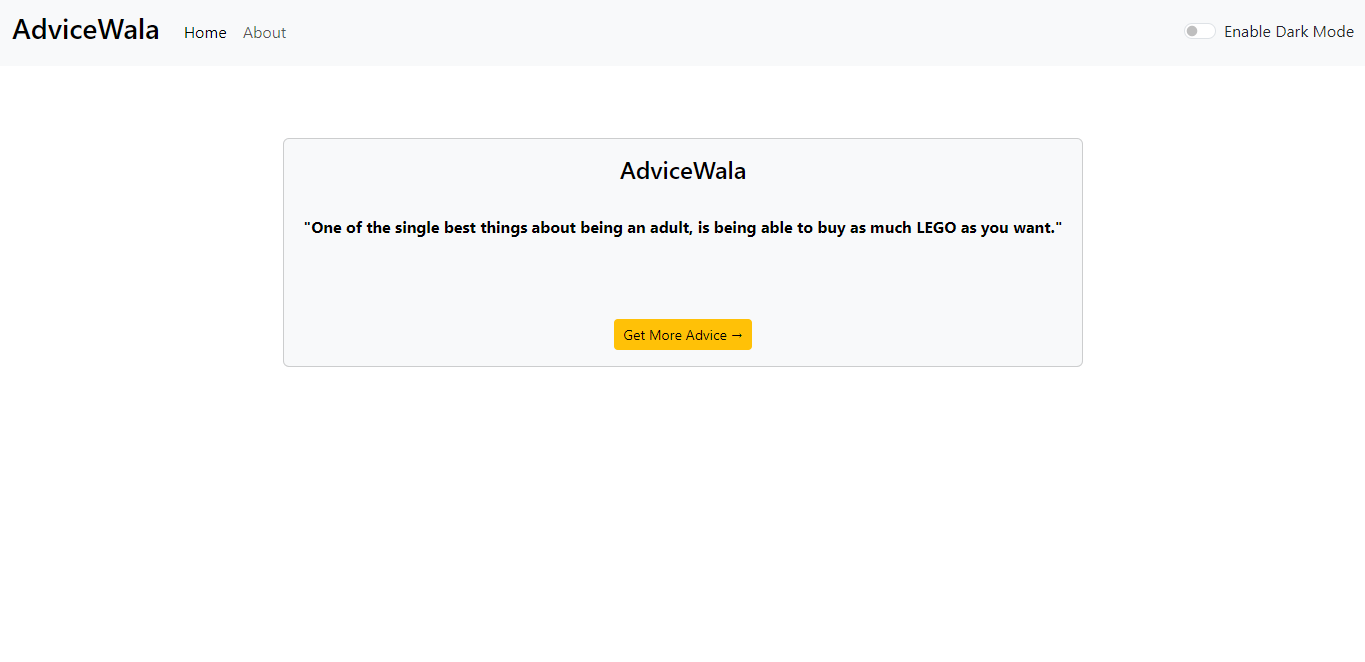 AdviceWala Home About Enable Dark Mode
AdviceWala
"One of the single best things about being an adult, is being able to buy as much LEGO as you want."
Get More Advice →